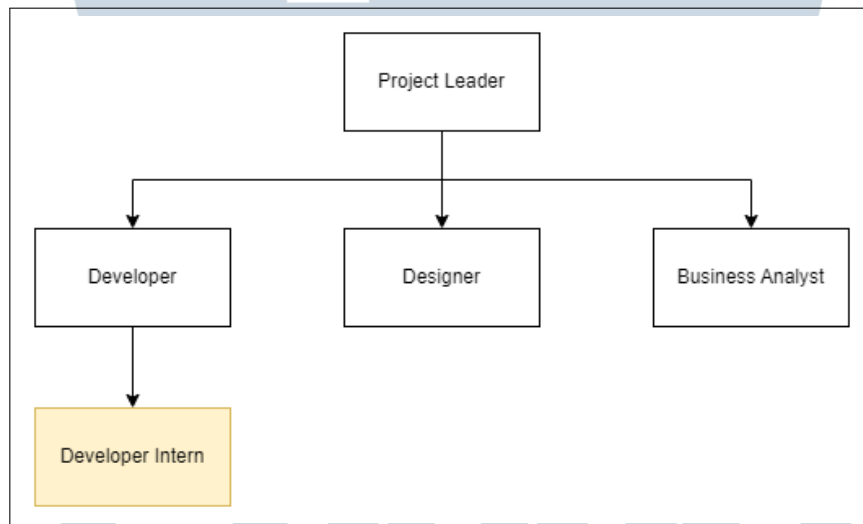 Project Leader
Developer
Designer
Business Analyst
Developer Intern